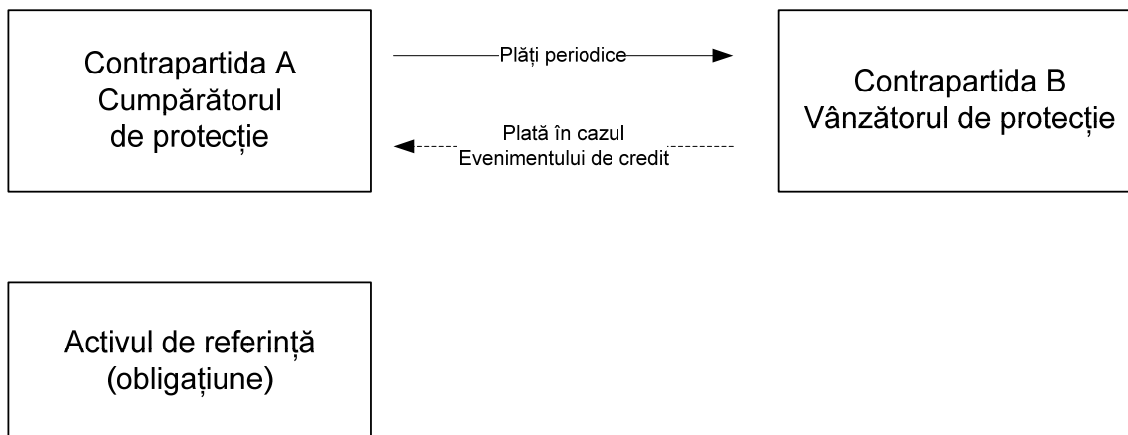 Contrapartida A
Cumpărătorul
de protecție
Plăți periodice
Plată în cazul
Evenimentului de credit
Contrapartida B
Vânzătorul de protecție
Activul de referință
(obligațiune)